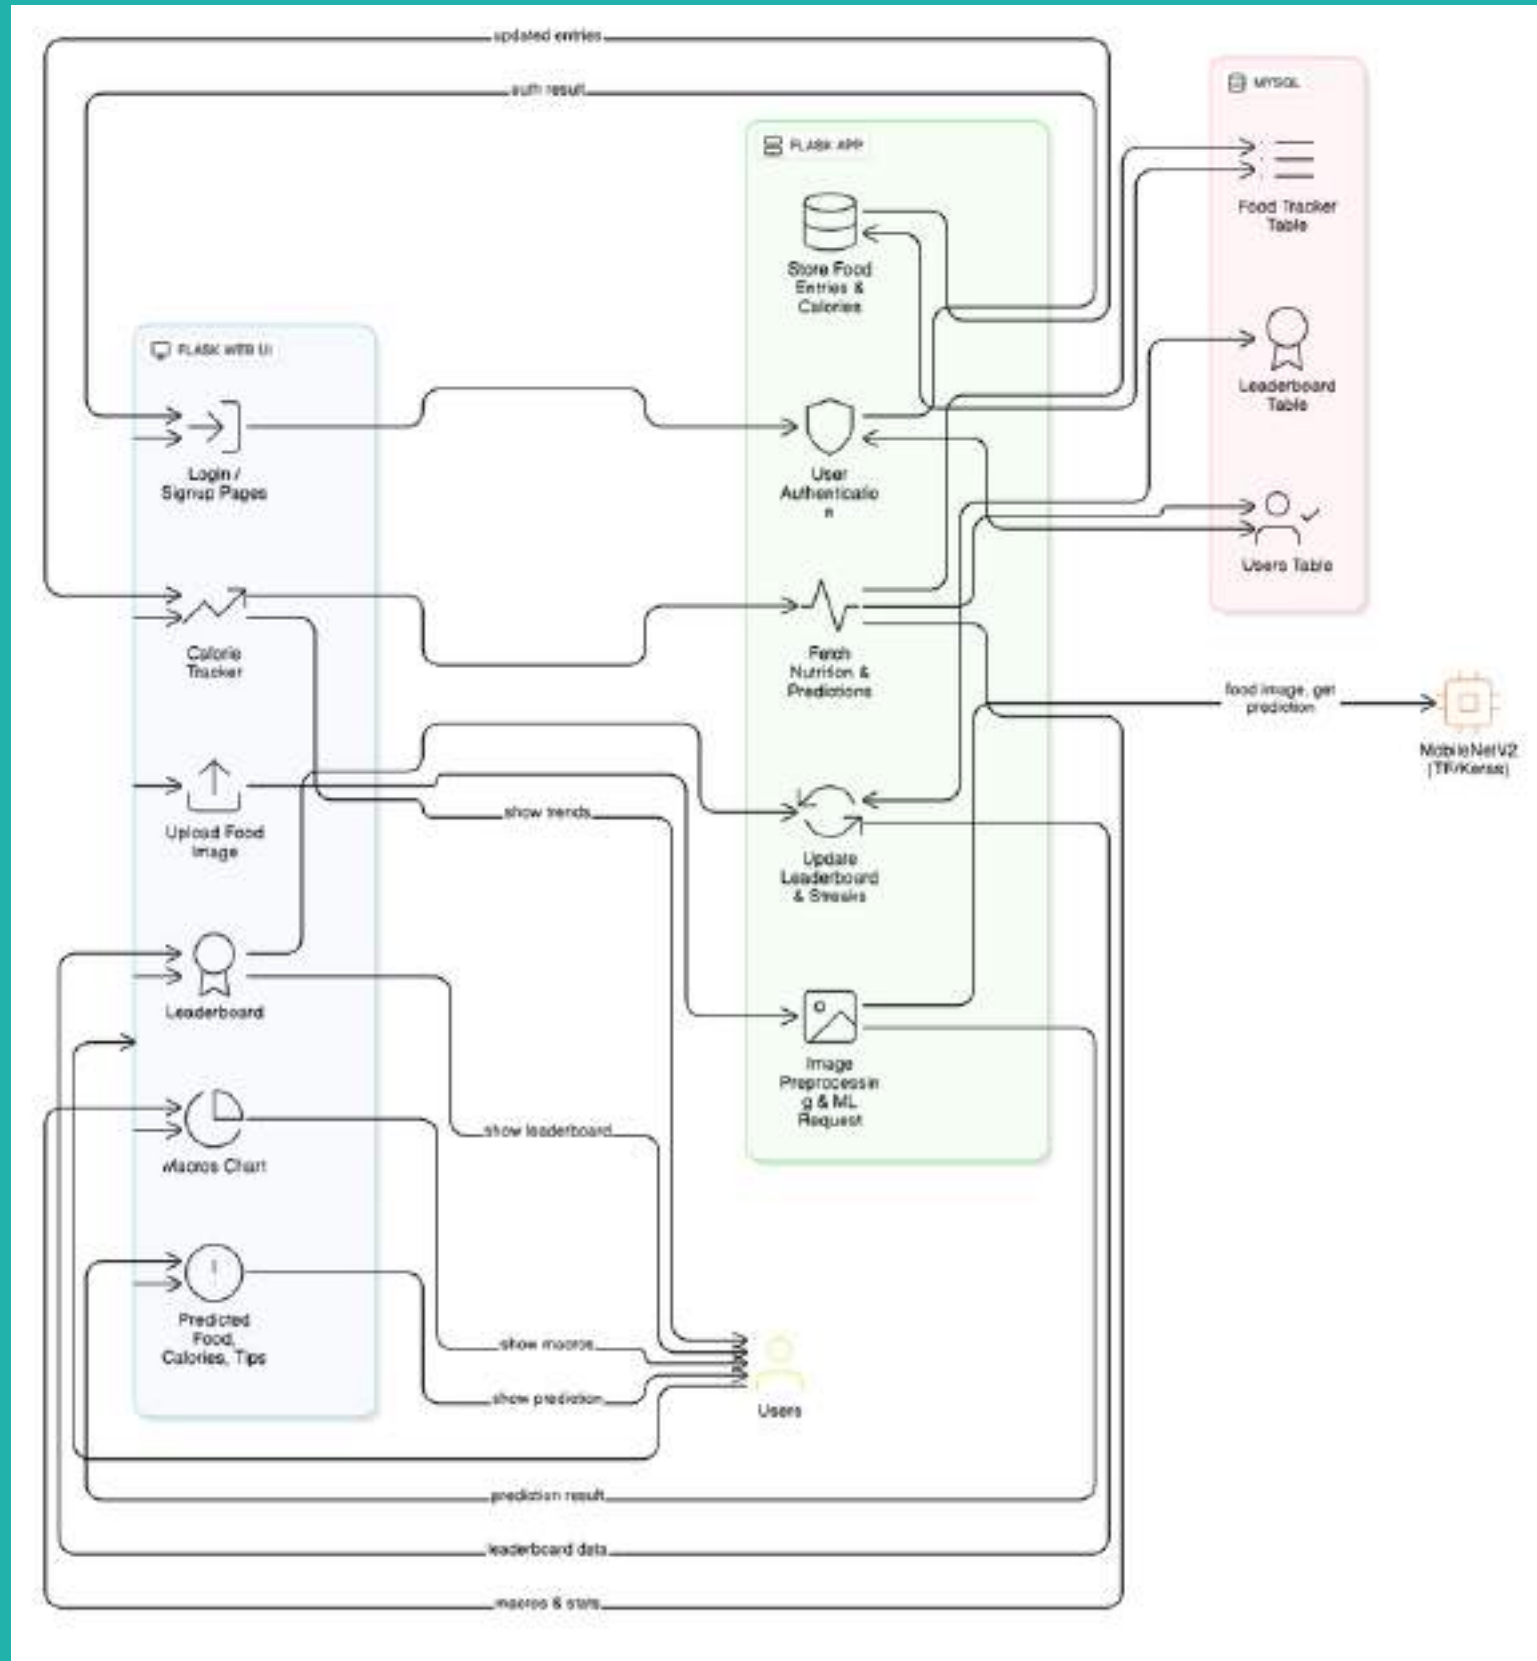 updated entries
auth result
MYSQL
FLASK APP
Food Tracker
Table
Store Food
Entries &
Calories
FLASK WEB UI
Leaderboard
Table
Login /
Signup Pages
User
Authenticatio
n
Users Table
Calorie
Tracker
Fetch
Nutrition &
Predictions
food image, get
prediction
MobileNetV2
(TF/Keras)
show trends
Upload Food
Image
Update
Leaderboard
& Streaks
Leaderboard
Image
Preprocessin
g & ML
Request
show leaderboard
Macros Chart
Predicted
Food,
Calories, Tips
show macros
show prediction
Users
prediction result
leaderboard data
macros & stats